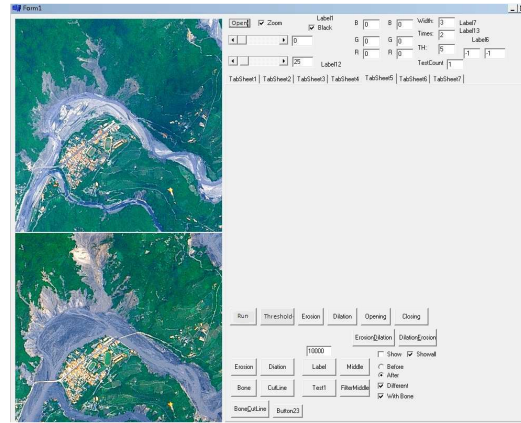 Form1
Open Zoom Label1
Black
B 0 B 0 Width: 3 Label7
Times: 2 Label13
0 G 0 G 0 Label6
R 0 R 0 TH: 5 -1 -1
25 Label12 TestCount 1
TabSheet1 TabSheet2 TabSheet3 TabSheet4 TabSheet5 TabSheet6 TabSheet7
Run Threshold Erosion Dilation Opening Closing
ErosionDilation DilationErosion
10000 Show Showall
Erosion Diation Label Middle Before
After
Bone CutLine Test1 FilterMiddle Different
With Bone
BoneCutLine Button23